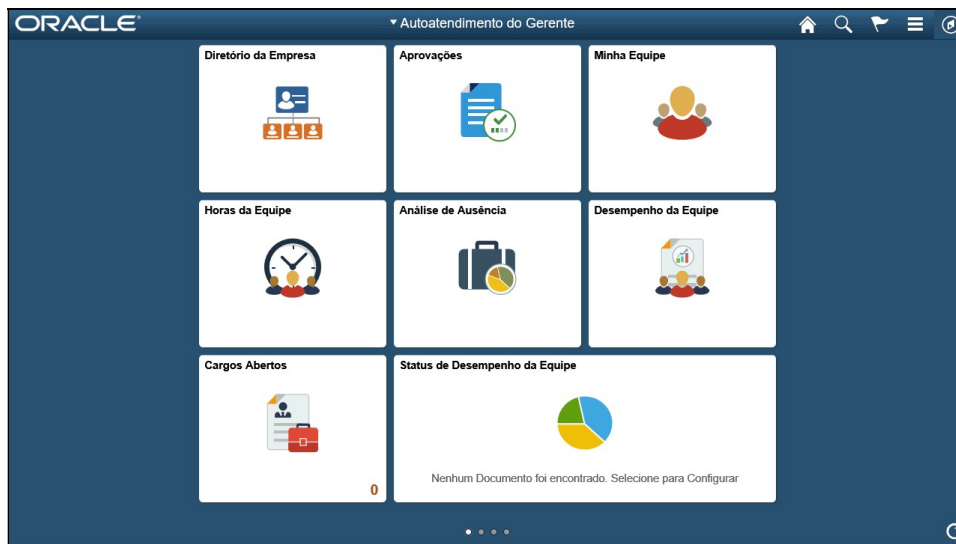 ORACLE
Autoatendimento do Gerente
Diretório da Empresa
Aprovações
Minha Equipe
Horas da Equipe
Análise de Ausência
Desempenho da Equipe
Cargos Abertos
0
Status de Desempenho da Equipe
Nenhum Documento foi encontrado. Selecione para Configurar